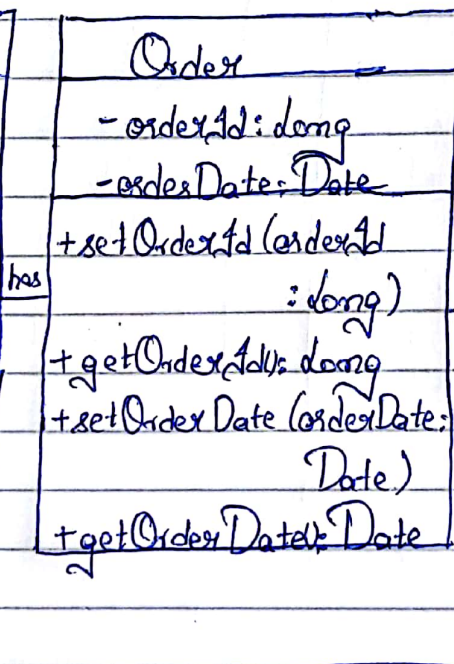 Order
- orderId: long
- orderDate: Date
+ setOrderId (orderId
has
: long)
+ getOrderId(): long
+ setOrderDate (orderDate:
Date)
+ getOrderDate(): Date